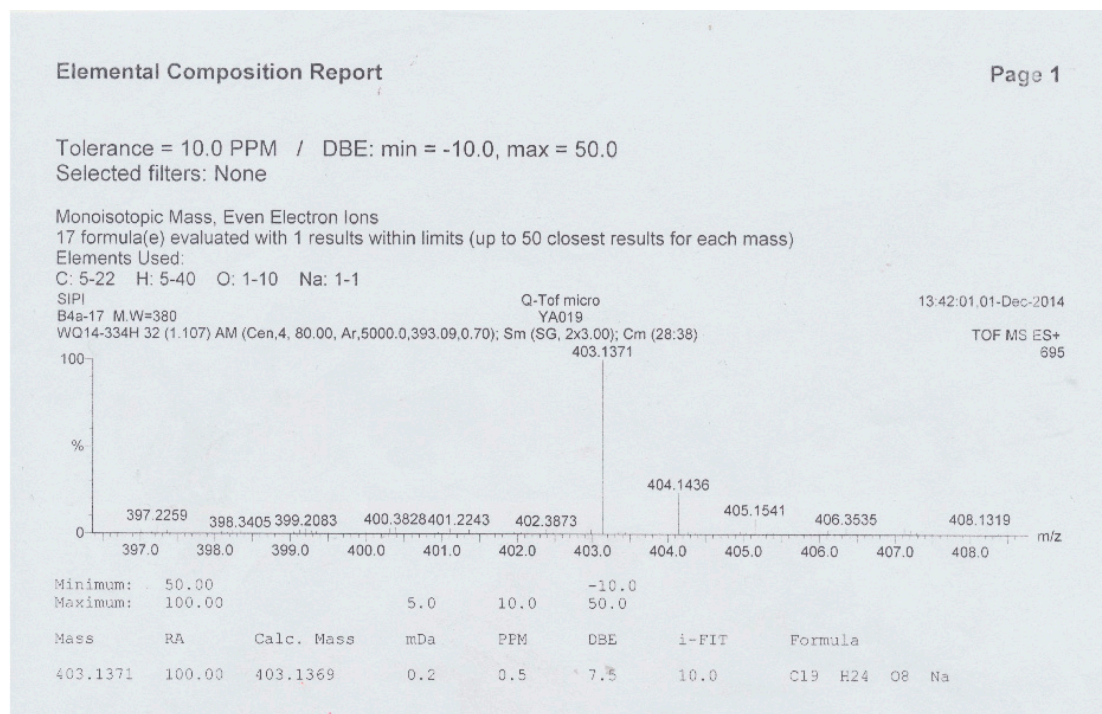 Elemental Composition Report Page 1
Tolerance = 10.0 PPM / DBE: min = -10.0, max = 50.0
Selected filters: None
Monoisotopic Mass, Even Electron Ions
17 formula(e) evaluated with 1 results within limits (up to 50 closest results for each mass)
Elements Used:
C: 5-22 H: 5-40 O: 1-10 Na: 1-1
SIPI Q-Tof micro 13:42:01,01-Dec-2014
B4a-17 M.W=380 YA019
WQ14-334H 32 (1.107) AM (Cen,4, 80.00, Ar,5000.0,393.09,0.70); Sm (SG, 2x3.00); Cm (28:38) TOF MS ES+
403.1371 695
100
%
404.1436
405.1541
397.2259 398.3405 399.2083 400.3828 401.2243 402.3873 406.3535 408.1319
0 m/z
397.0 398.0 399.0 400.0 401.0 402.0 403.0 404.0 405.0 406.0 407.0 408.0
Minimum: 50.00 -10.0
Maximum: 100.00 5.0 10.0 50.0
Mass RA Calc. Mass mDa PPM DBE i-FIT Formula
403.1371 100.00 403.1369 0.2 0.5 7.5 10.0 C19 H24 O8 Na